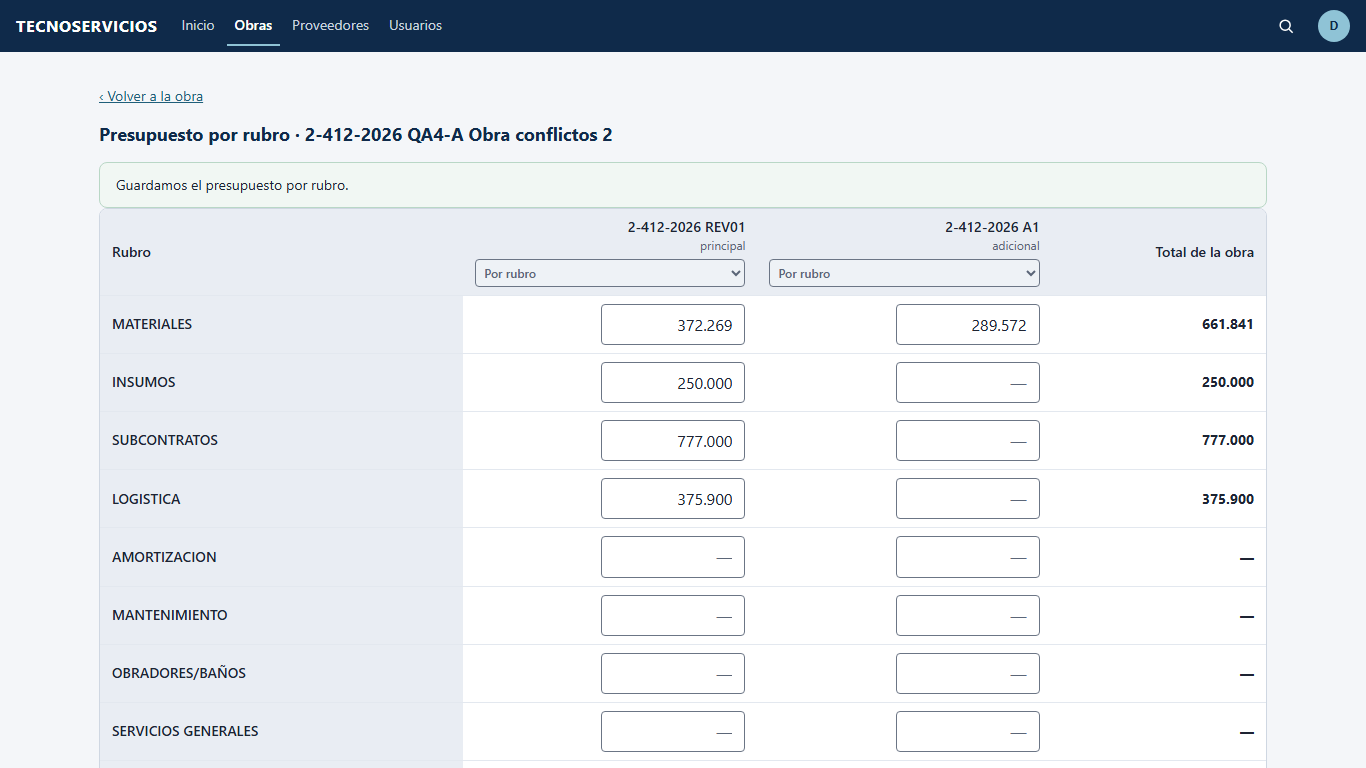 TECNOSERVICIOS Inicio Obras Proveedores Usuarios D
‹ Volver a la obra
Presupuesto por rubro · 2-412-2026 QA4-A Obra conflictos 2
Guardamos el presupuesto por rubro.
Rubro
2-412-2026 REV01
principal
Por rubro
2-412-2026 A1
adicional
Por rubro
Total de la obra
MATERIALES 372.269 289.572 661.841
INSUMOS 250.000 — 250.000
SUBCONTRATOS 777.000 — 777.000
LOGISTICA 375.900 — 375.900
AMORTIZACION — — —
MANTENIMIENTO — — —
OBRADORES/BAÑOS — — —
SERVICIOS GENERALES — — —